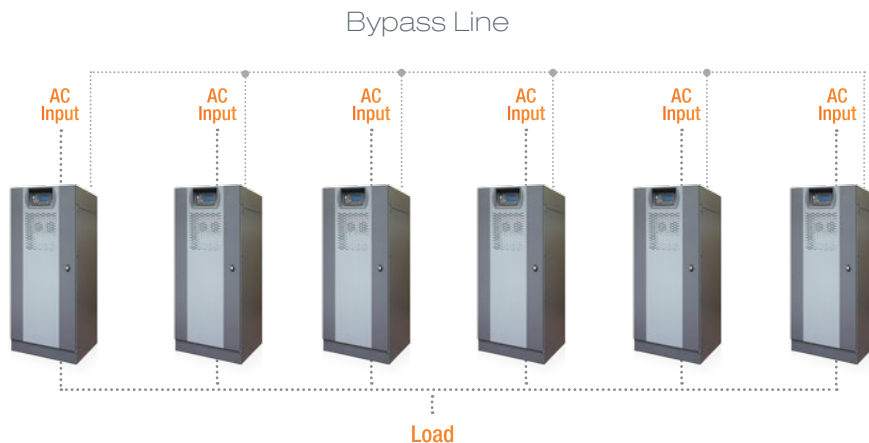 Bypass Line
AC
Input
AC
Input
AC
Input
AC
Input
AC
Input
AC
Input
Load